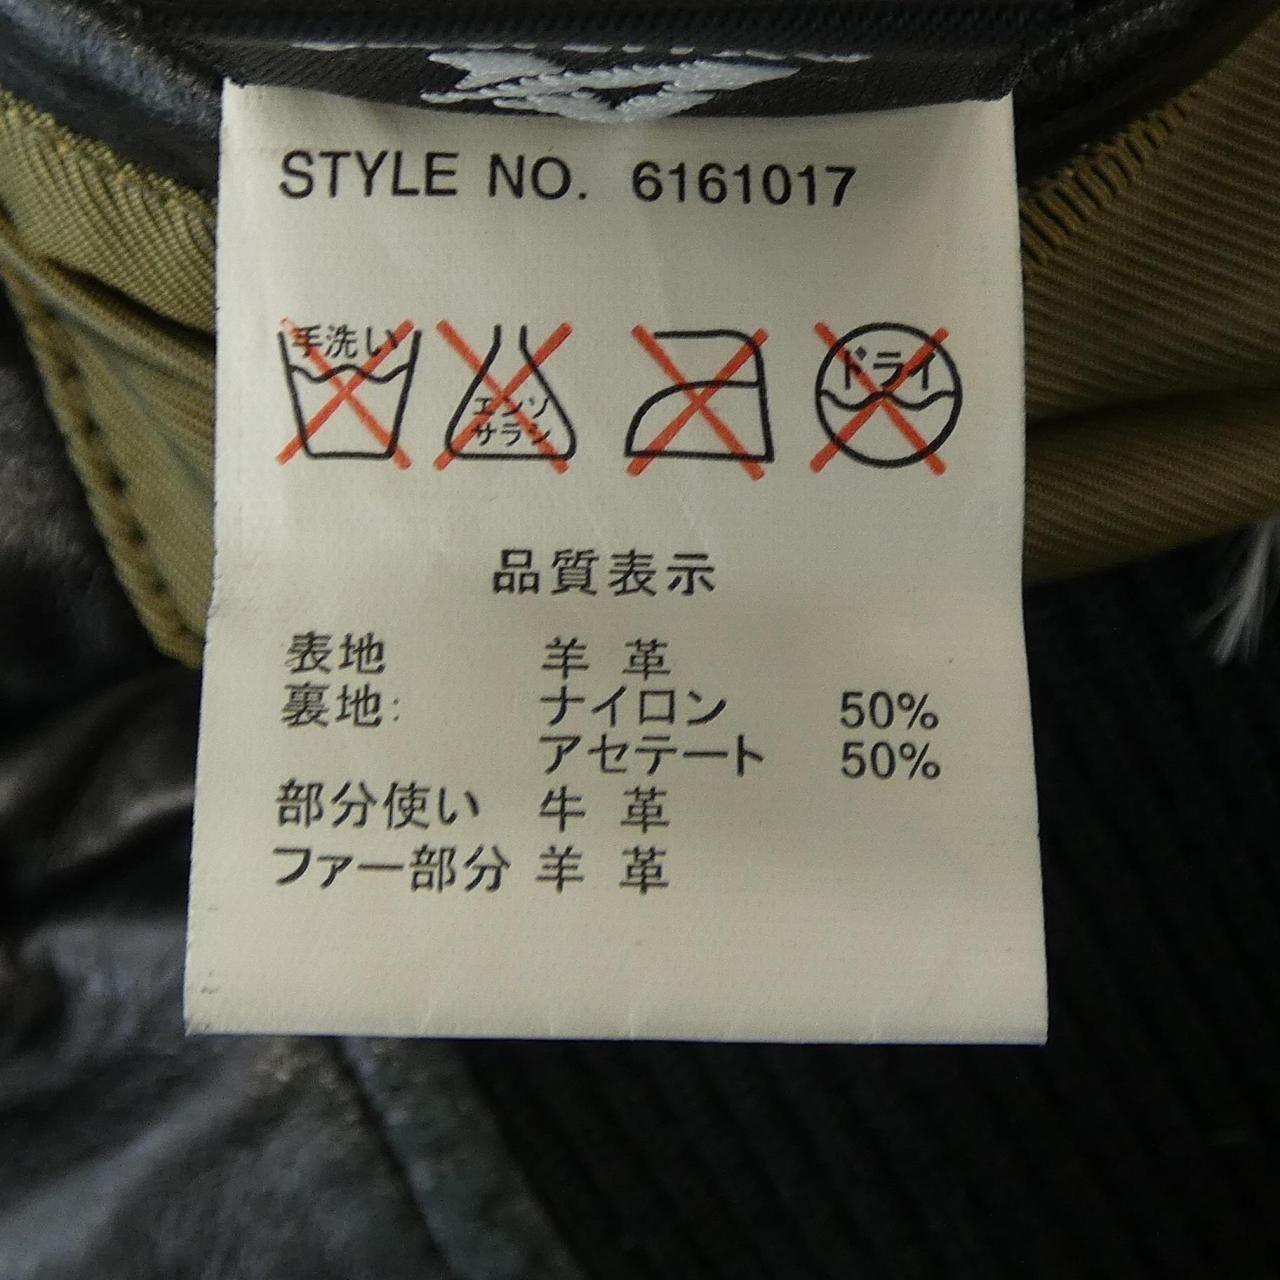 STYLE NO. 6161017
手洗い
エンソ
サラシ
ドライ
品質表示
表地 羊革
裏地: ナイロン 50%
アセテート 50%
部分使い 牛革
ファー部分 羊革